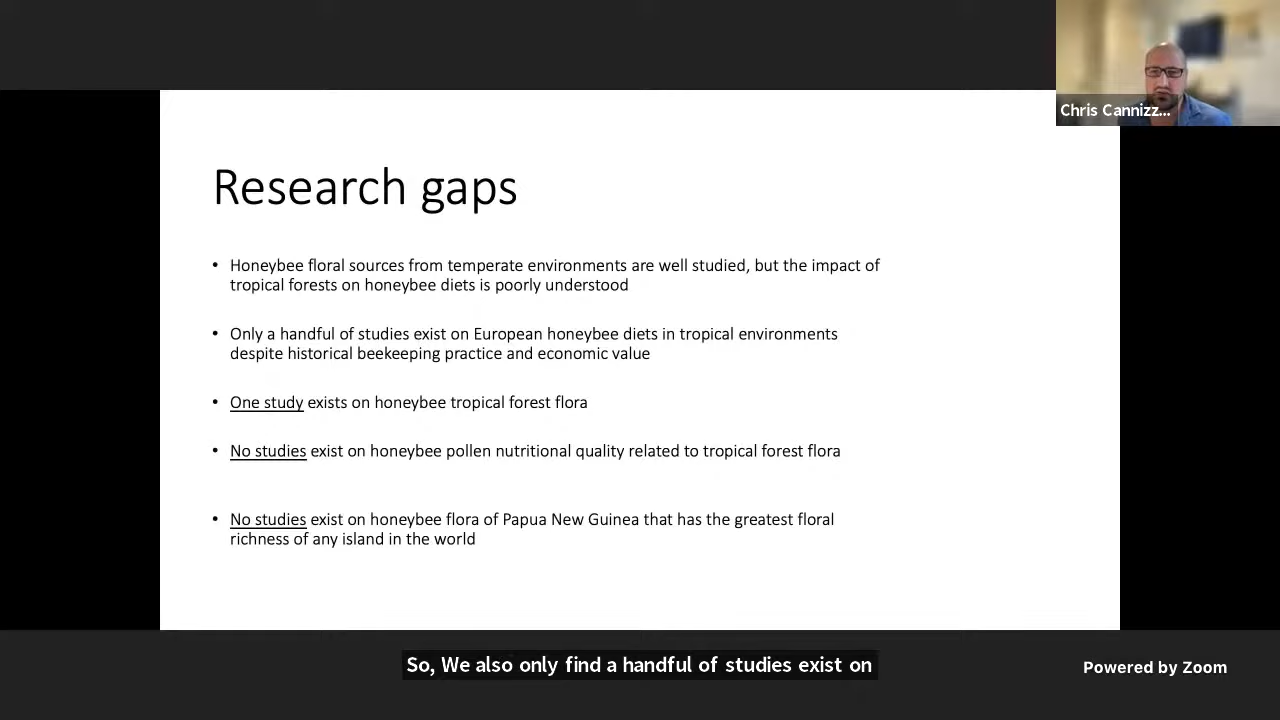 Chris Cannizz...
Research gaps
• Honeybee floral sources from temperate environments are well studied, but the impact of
tropical forests on honeybee diets is poorly understood
• Only a handful of studies exist on European honeybee diets in tropical environments
despite historical beekeeping practice and economic value
• One study exists on honeybee tropical forest flora
• No studies exist on honeybee pollen nutritional quality related to tropical forest flora
• No studies exist on honeybee flora of Papua New Guinea that has the greatest floral
richness of any island in the world
So, We also only find a handful of studies exist on
Powered by Zoom